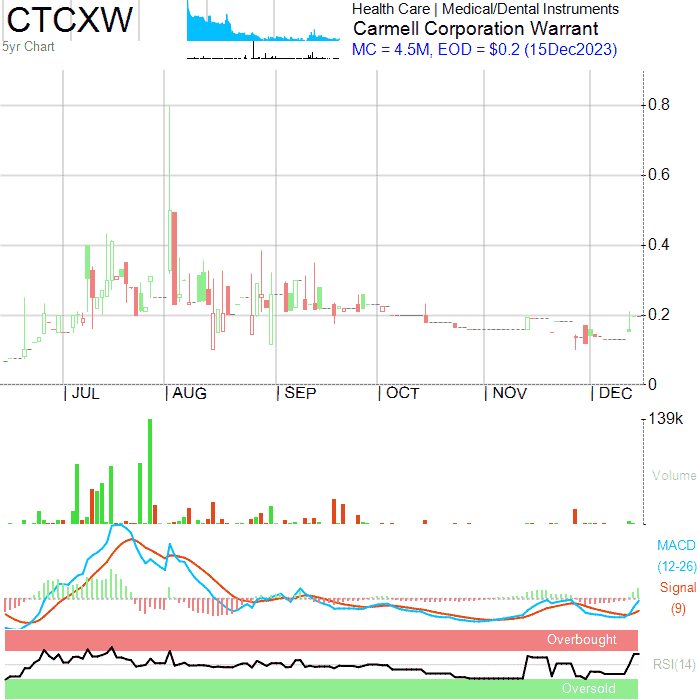 CTCXW
5yr Chart
Health Care | Medical/Dental Instruments
Carmell Corporation Warrant
MC = 4.5M, EOD = $0.2 (15Dec2023)
0.8
0.6
0.4
0.2
0
| JUL | AUG | SEP | OCT | NOV | DEC
139k
Volume
MACD
(12-26)
Signal
(9)
Overbought
RSI(14)
Oversold